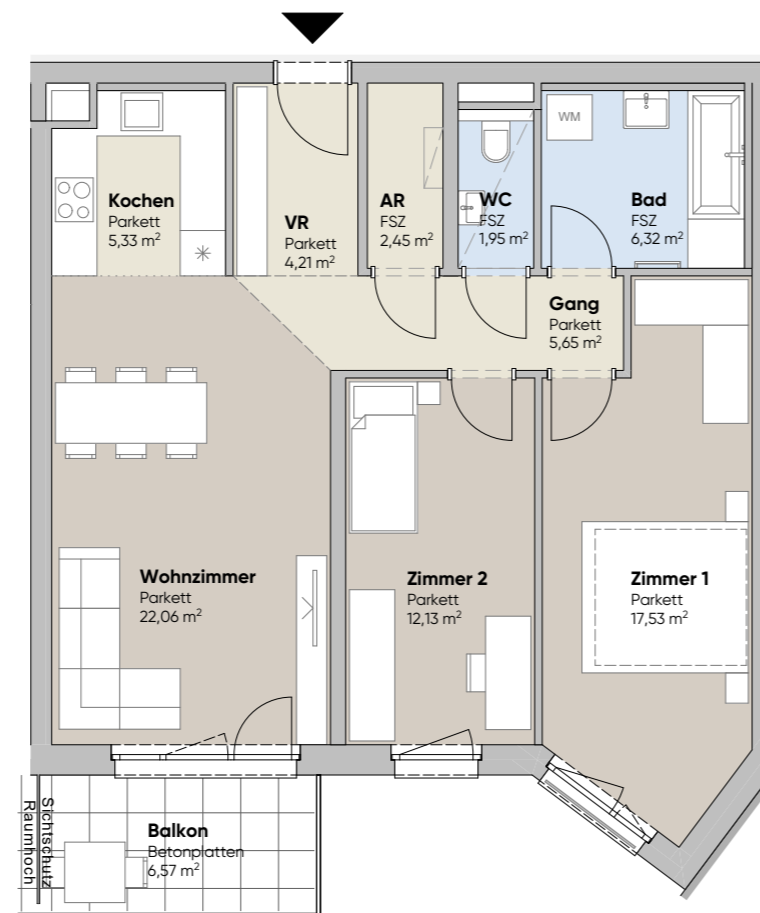 Kochen
Parkett
5,33 m²
VR
Parkett
4,21 m²
AR
FSZ
2,45 m²
WC
FSZ
1,95 m²
WM
Bad
FSZ
6,32 m²
Gang
Parkett
5,65 m²
Wohnzimmer
Parkett
22,06 m²
Zimmer 2
Parkett
12,13 m²
Zimmer 1
Parkett
17,53 m²
Sichtschutz
Raumhoch
Balkon
Betonplatten
6,57 m²